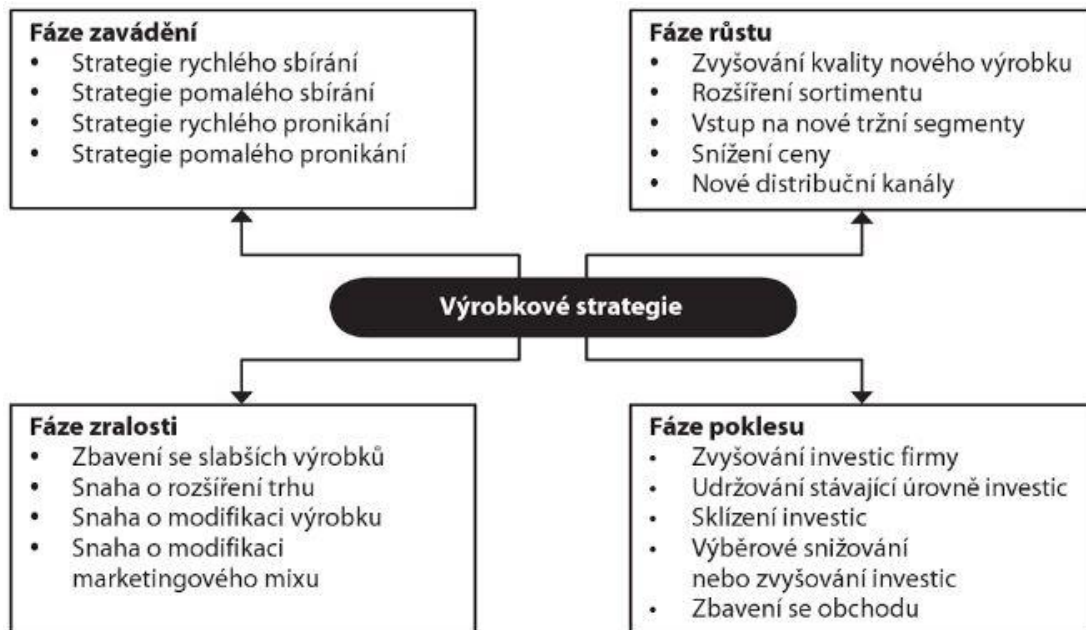 Fáze zavádění
• Strategie rychlého sbírání
• Strategie pomalého sbírání
• Strategie rychlého pronikání
• Strategie pomalého pronikání
Fáze růstu
• Zvyšování kvality nového výrobku
• Rozšíření sortimentu
• Vstup na nové tržní segmenty
• Snížení ceny
• Nové distribuční kanály
Výrobkové strategie
Fáze zralosti
• Zbavení se slabších výrobků
• Snaha o rozšíření trhu
• Snaha o modifikaci výrobku
• Snaha o modifikaci
marketingového mixu
Fáze poklesu
• Zvyšování investic firmy
• Udržování stávající úrovně investic
• Sklízení investic
• Výběrové snižování
nebo zvyšování investic
• Zbavení se obchodu